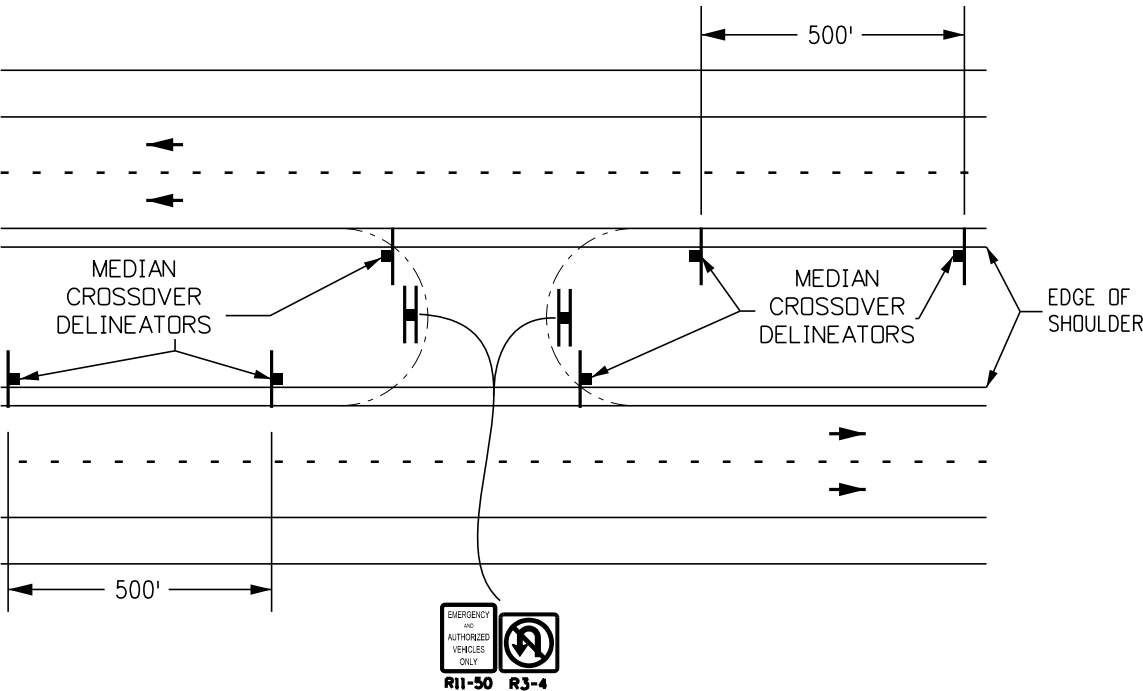 500'
MEDIAN
CROSSOVER
DELINEATORS
MEDIAN
CROSSOVER
DELINEATORS
EDGE OF
SHOULDER
500'
EMERGENCY
AND
AUTHORIZED
VEHICLES
ONLY
R11-50 R3-4